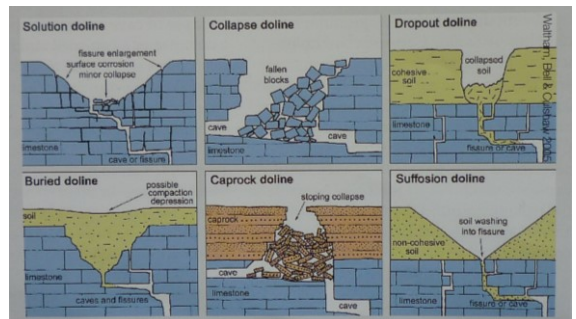 Solution doline
fissure enlargement
surface corrosion
minor collapse
limestone
cave or fissure
Collapse doline
fallen
blocks
cave
cave
limestone
Dropout doline
collapsed
soil
cohesive
soil
limestone
fissure or cave
Waltham, Bell & Culshaw 2005
Buried doline
possible
compaction
depression
soil
limestone
caves and fissures
Caprock doline
sloping collapse
caprock
cave
limestone
cave
Suffosion doline
soil washing
into fissure
non-cohesive
soil
limestone
fissure or cave